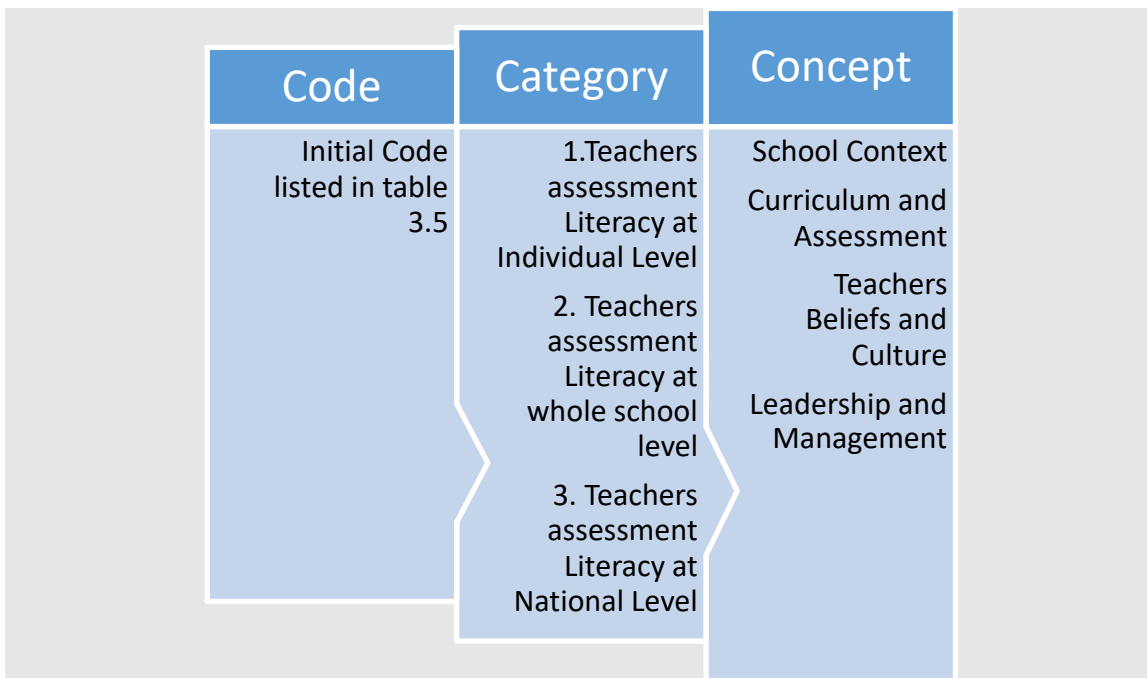 Code
Initial Code
listed in table
3.5
Category
1.Teachers
assessment
Literacy at
Individual Level
2. Teachers
assessment
Literacy at
whole school
level
3. Teachers
assessment
Literacy at
National Level
Concept
School Context
Curriculum and
Assessment
Teachers
Beliefs and
Culture
Leadership and
Management